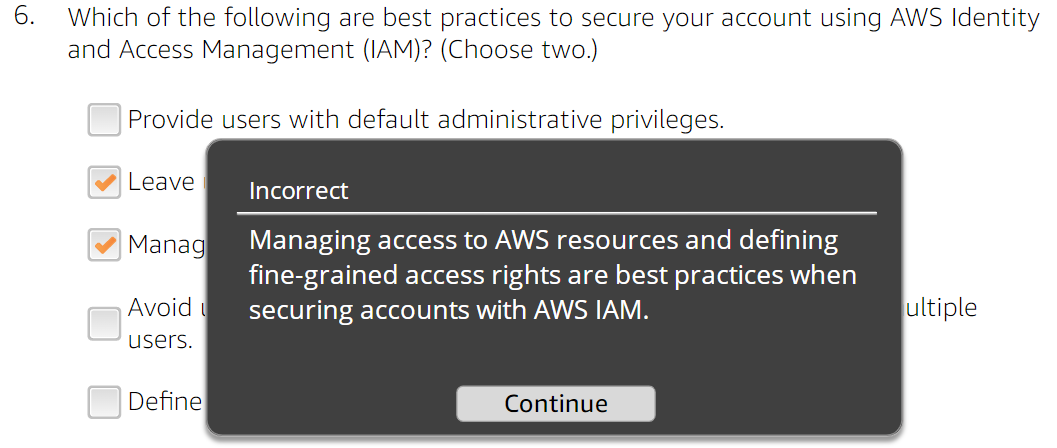 6. Which of the following are best practices to secure your account using AWS Identity
and Access Management (IAM)? (Choose two.)
Provide users with default administrative privileges.
Leave
Incorrect
Managing access to AWS resources and defining
fine-grained access rights are best practices when
securing accounts with AWS IAM.
Manag
Avoid
ultiple
users.
Define
Continue